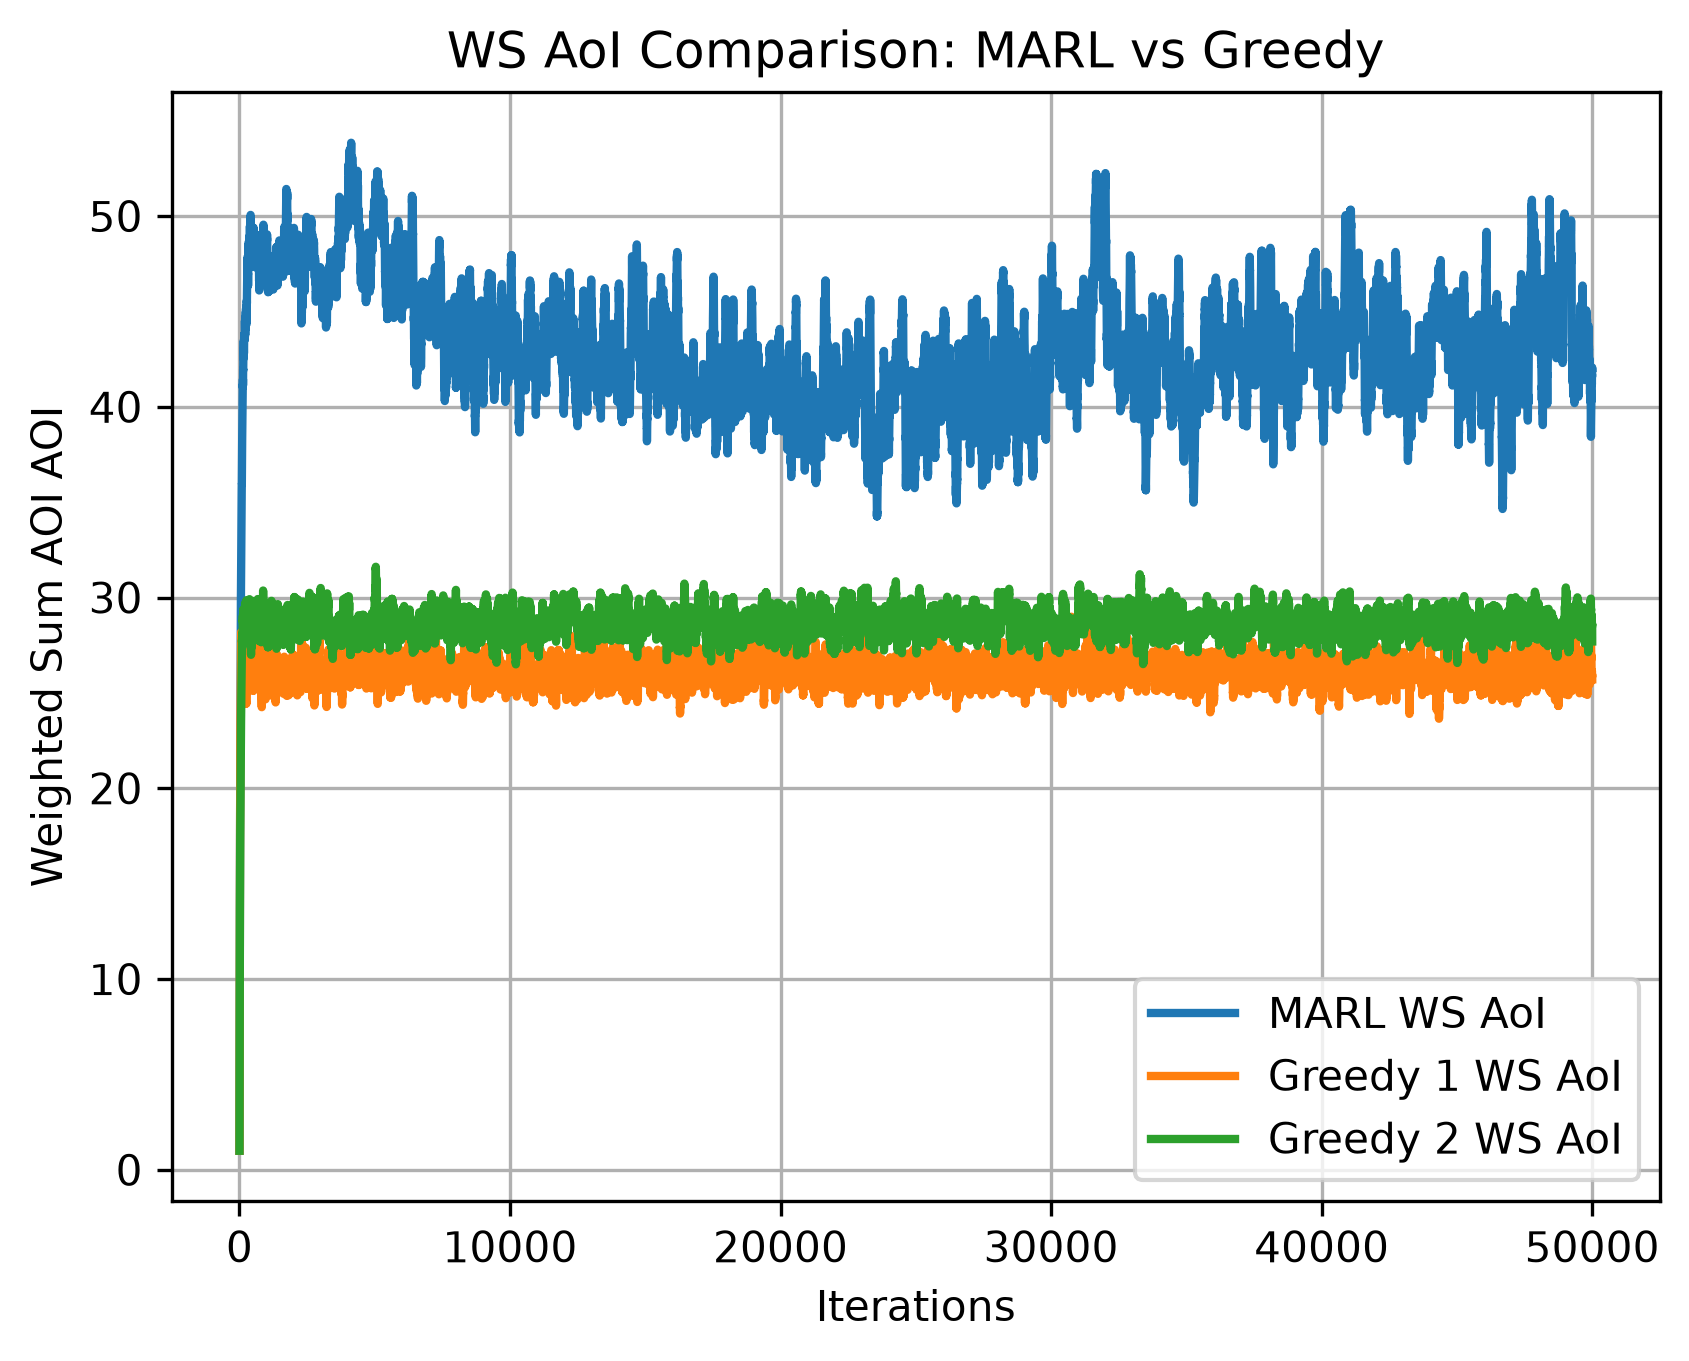 WS AoI Comparison: MARL vs Greedy
Weighted Sum AOI AOI
50
40
30
20
10
0
MARL WS AoI
Greedy 1 WS AoI
Greedy 2 WS AoI
0 10000 20000 30000 40000 50000
Iterations